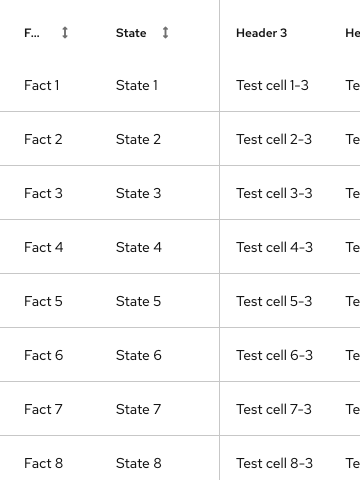 F... State Header 3 He
Fact 1 State 1 Test cell 1-3 Te
Fact 2 State 2 Test cell 2-3 Te
Fact 3 State 3 Test cell 3-3 Te
Fact 4 State 4 Test cell 4-3 Te
Fact 5 State 5 Test cell 5-3 Te
Fact 6 State 6 Test cell 6-3 Te
Fact 7 State 7 Test cell 7-3 Te
Fact 8 State 8 Test cell 8-3 Te